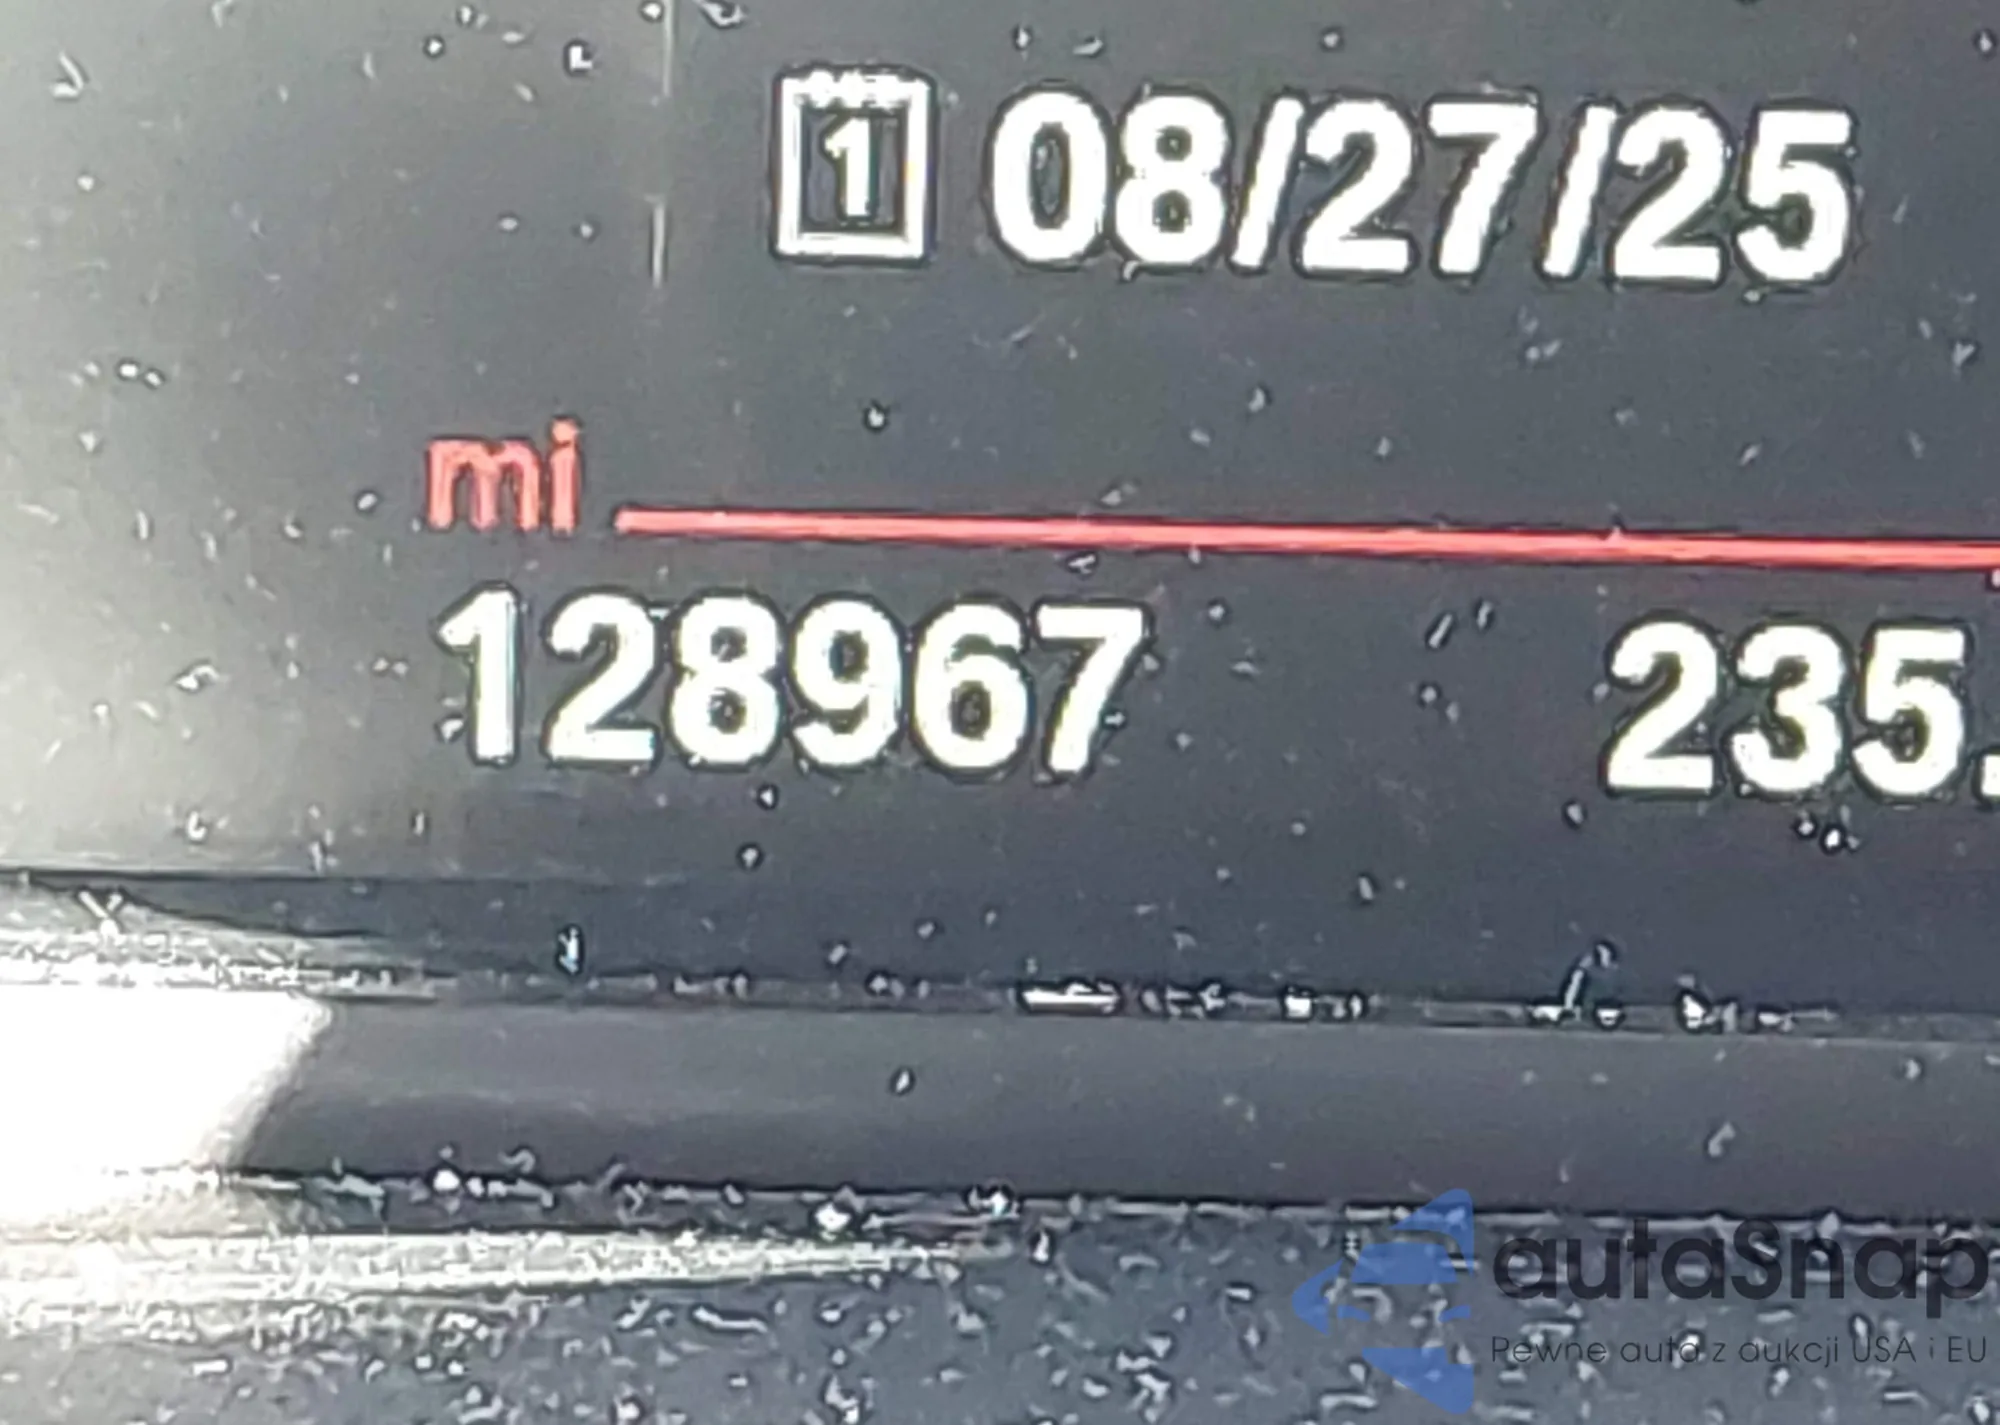 1 08/27/25
mi
128967 235.
autaSnap
Pewne auta z aukcji USA i EU